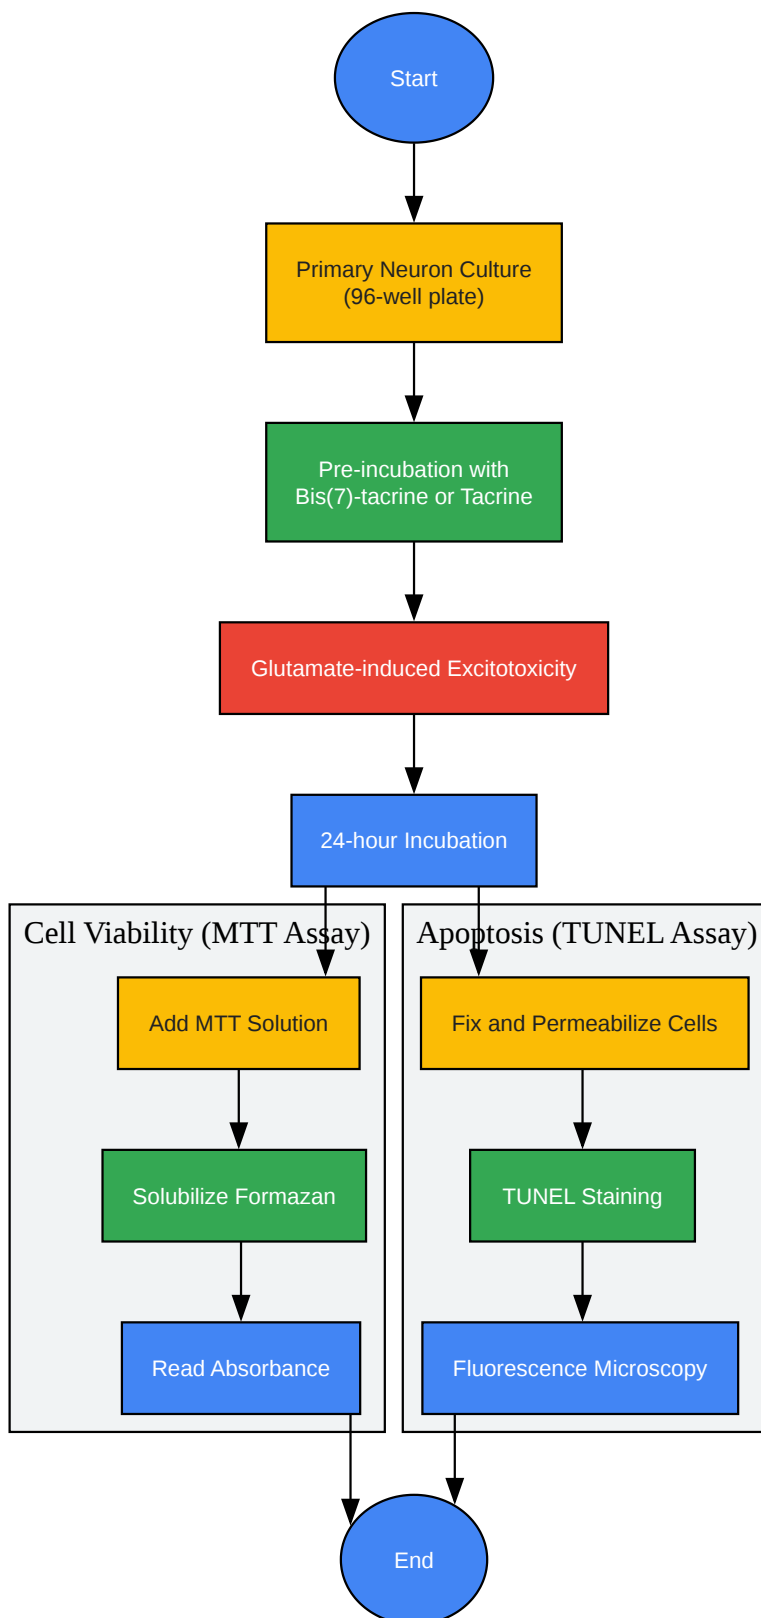 Start
Primary Neuron Culture
(96-well plate)
Pre-incubation with
Bis(7)-tacrine or Tacrine
Glutamate-induced Excitotoxicity
24-hour Incubation
Cell Viability (MTT Assay)
Add MTT Solution
Solubilize Formazan
Read Absorbance
Apoptosis (TUNEL Assay)
Fix and Permeabilize Cells
TUNEL Staining
Fluorescence Microscopy
End